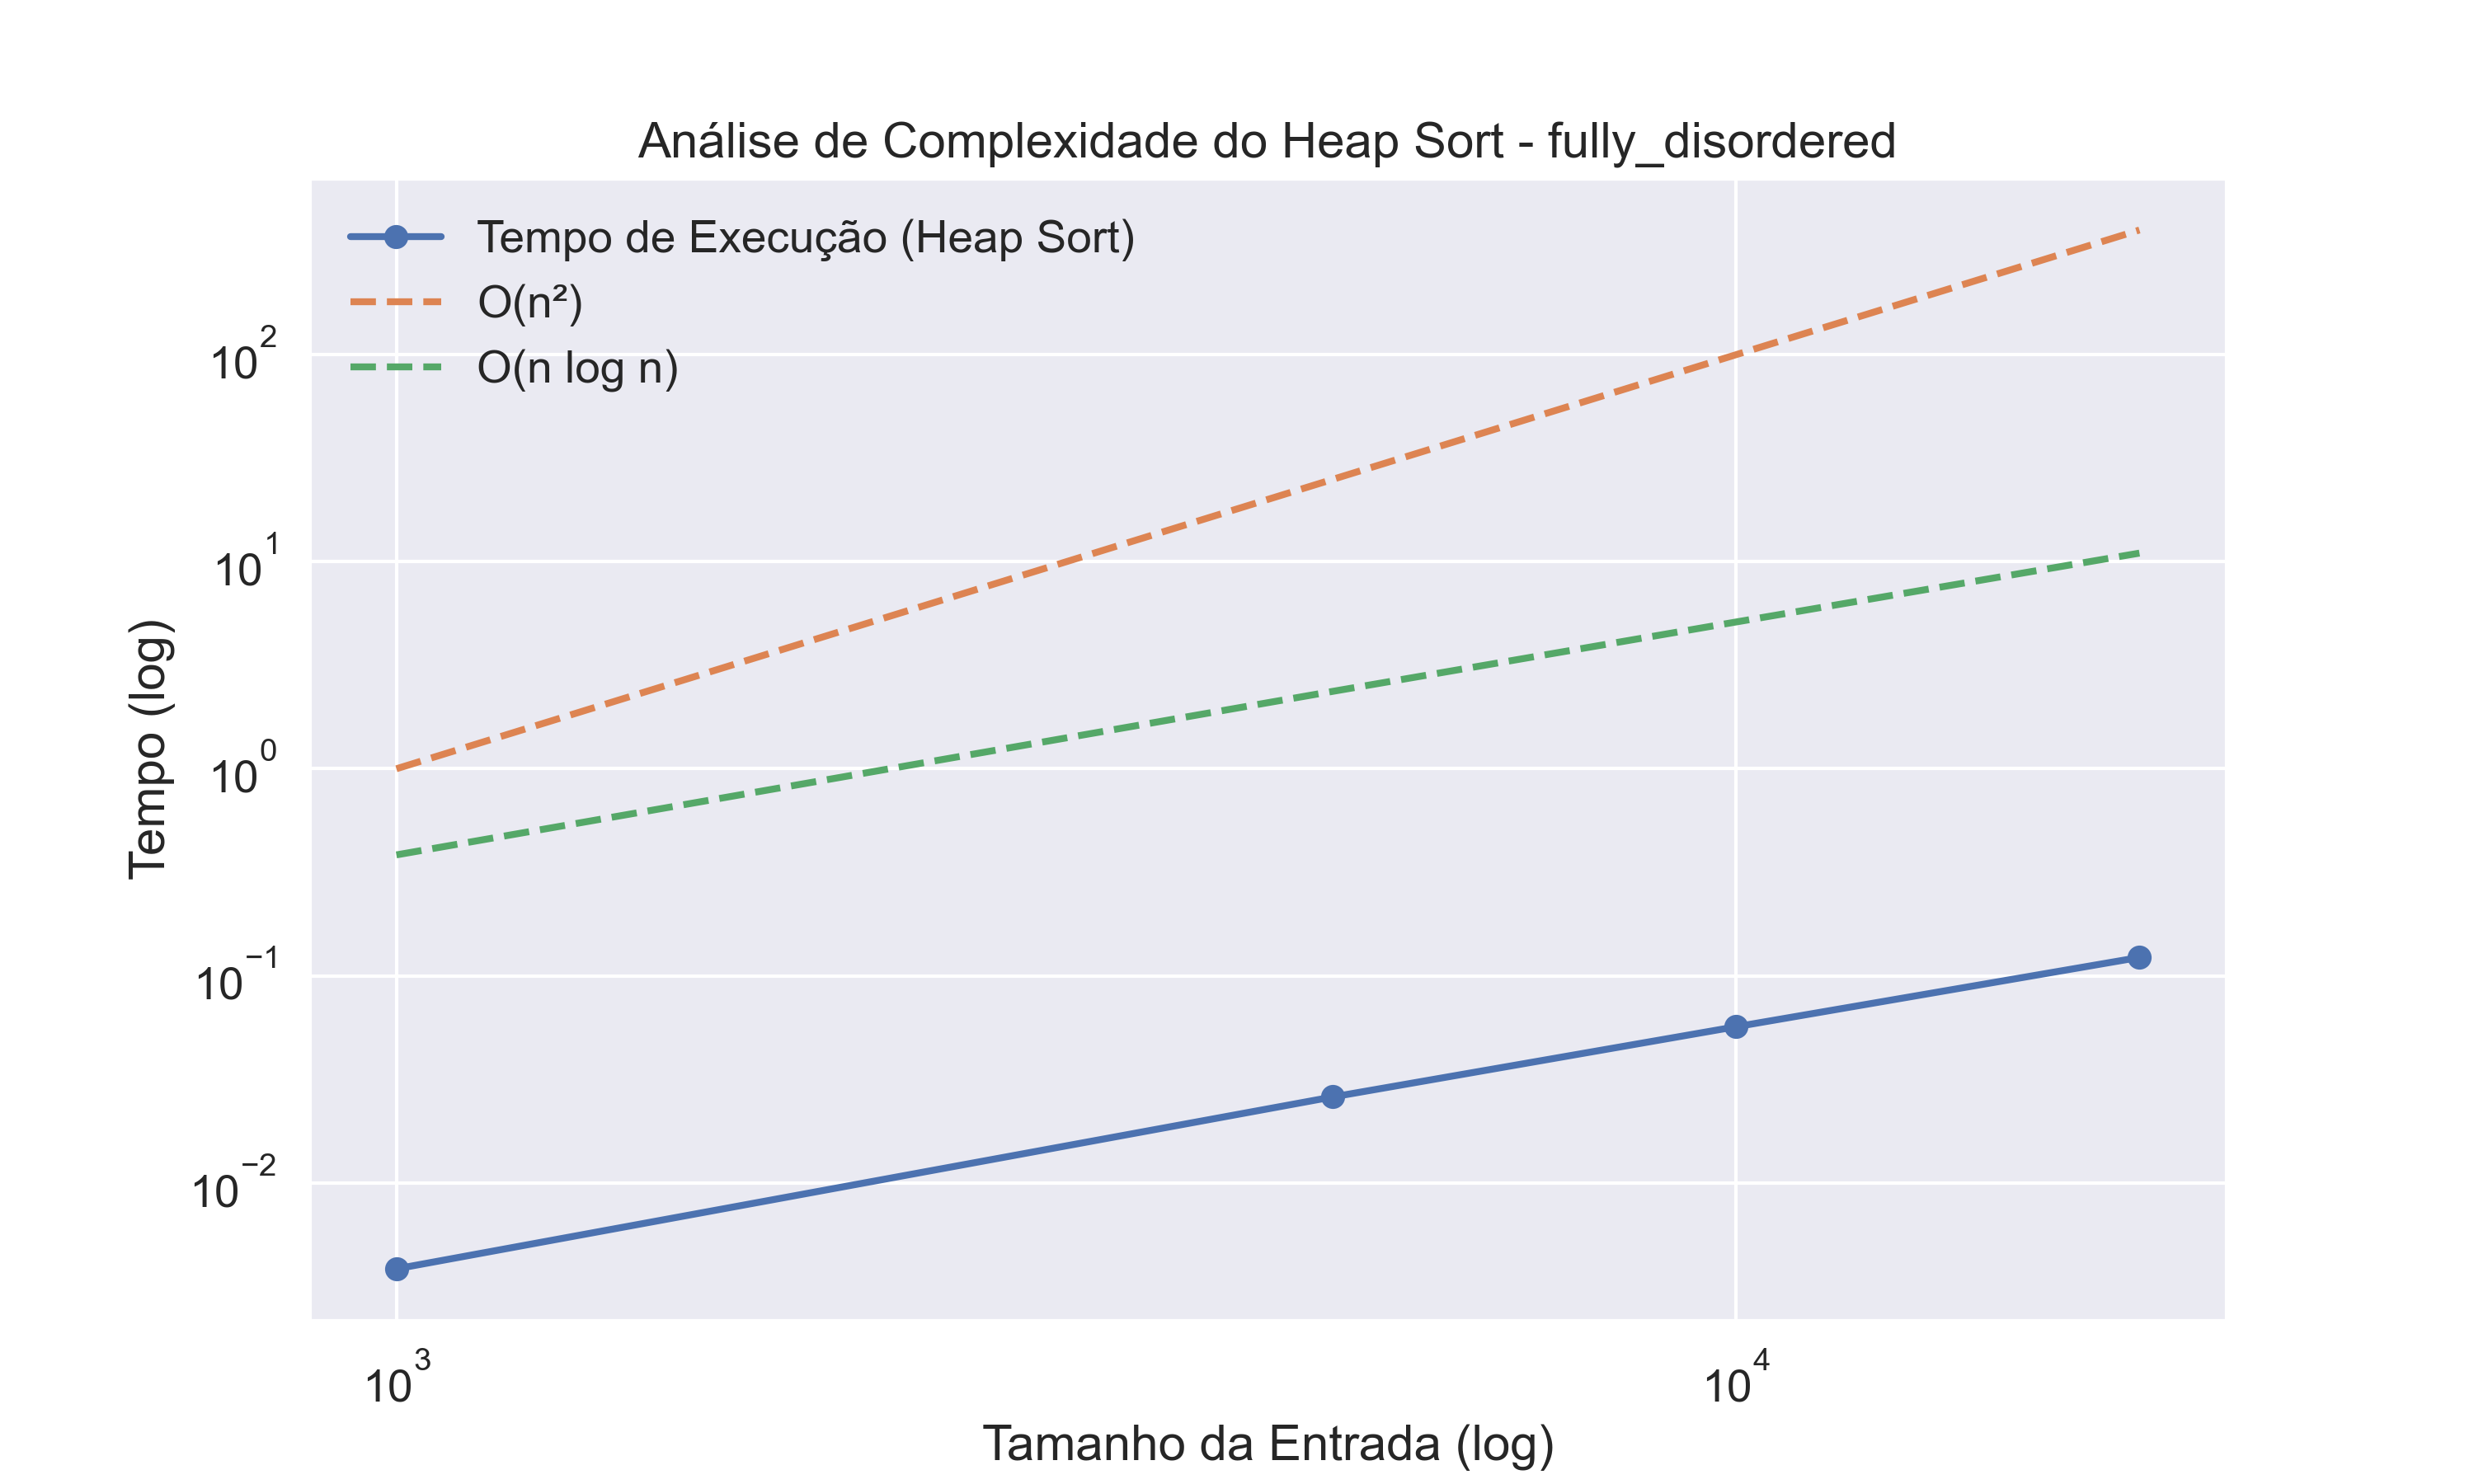 Análise de Complexidade do Heap Sort - fully_disordered
Tempo de Execução (Heap Sort)
O(n²)
O(n log n)
10²
10¹
10⁰
10⁻¹
10⁻²
Tempo (log)
10³
10⁴
Tamanho da Entrada (log)